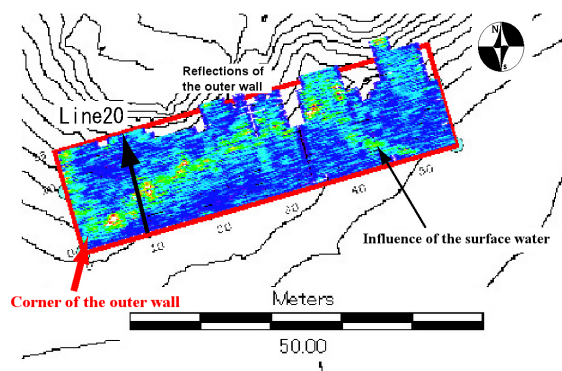 Reflections of
the outer wall
Line20
10
20
30
40
50
Influence of the surface water
Corner of the outer wall
Meters
50.00